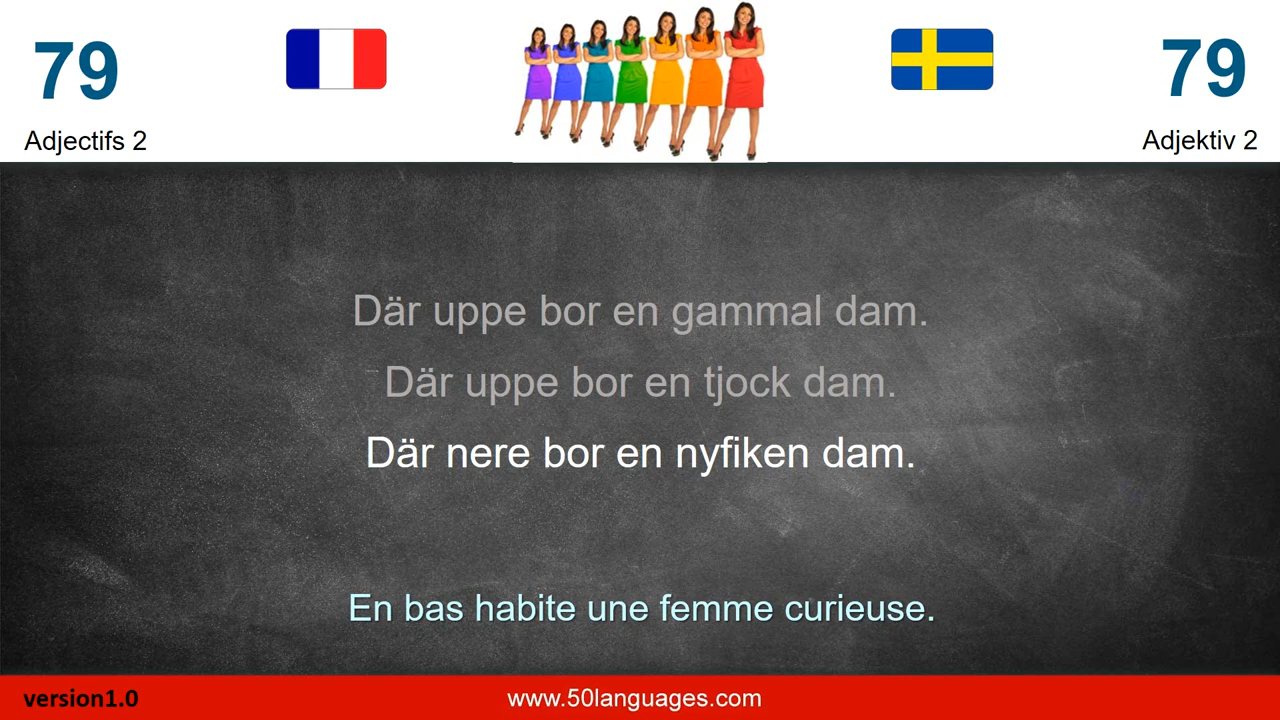 79
79
Adjectifs 2
Adjektiv 2
Där uppe bor en gammal dam.
Där uppe bor en tjock dam.
Där nere bor en nyfiken dam.
En bas habite une femme curieuse.
version1.0
www.50languages.com